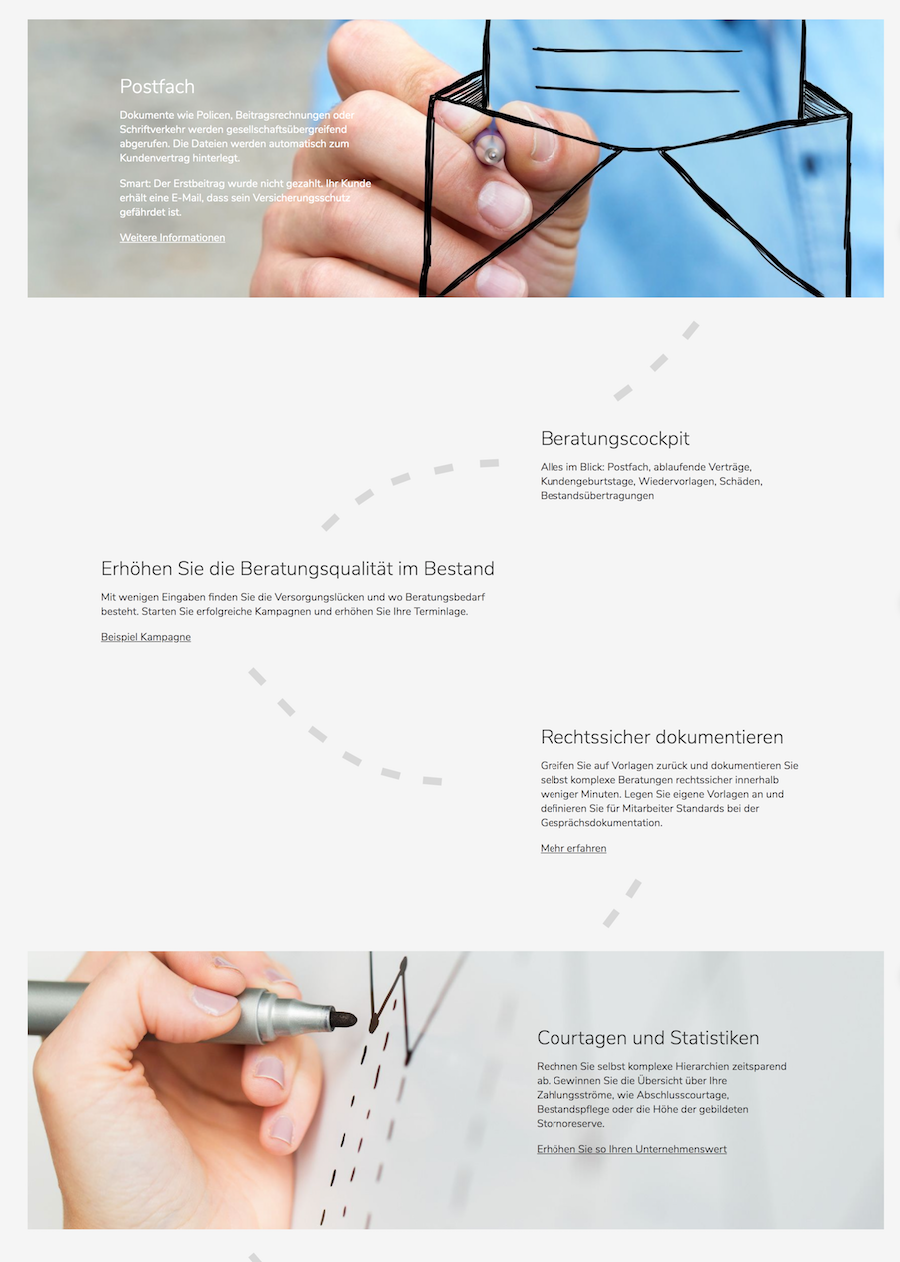 Postfach
Dokumente wie Policen, Beitragsrechnungen oder
Schriftverkehr werden gesellschaftsübergreifend
abgerufen. Die Dateien werden automatisch zum
Kundenvertrag hinterlegt.
Smart: Der Erstbeitrag wurde nicht gezahlt. Ihr Kunde
erhält eine E-Mail, dass sein Versicherungsschutz
gefährdet ist.
Weitere Informationen
Beratungscockpit
Alles im Blick: Postfach, ablaufende Verträge,
Kundengeburtstage, Wiedervorlagen, Schäden,
Bestandsübertragungen
Erhöhen Sie die Beratungsqualität im Bestand
Mit wenigen Eingaben finden Sie die Versorgungslücken und wo Beratungsbedarf
besteht. Starten Sie erfolgreiche Kampagnen und erhöhen Sie Ihre Terminlage.
Beispiel Kampagne
Rechtssicher dokumentieren
Greifen Sie auf Vorlagen zurück und dokumentieren Sie
selbst komplexe Beratungen rechtssicher innerhalb
weniger Minuten. Legen Sie eigene Vorlagen an und
definieren Sie für Mitarbeiter Standards bei der
Gesprächsdokumentation.
Mehr erfahren
Courtagen und Statistiken
Rechnen Sie selbst komplexe Hierarchien zeitsparend
ab. Gewinnen Sie die Übersicht über Ihre
Zahlungsströme, wie Abschlusscourtage,
Bestandspflege oder die Höhe der gebildeten
Stornoreserve.
Erhöhen Sie so Ihren Unternehmenswert